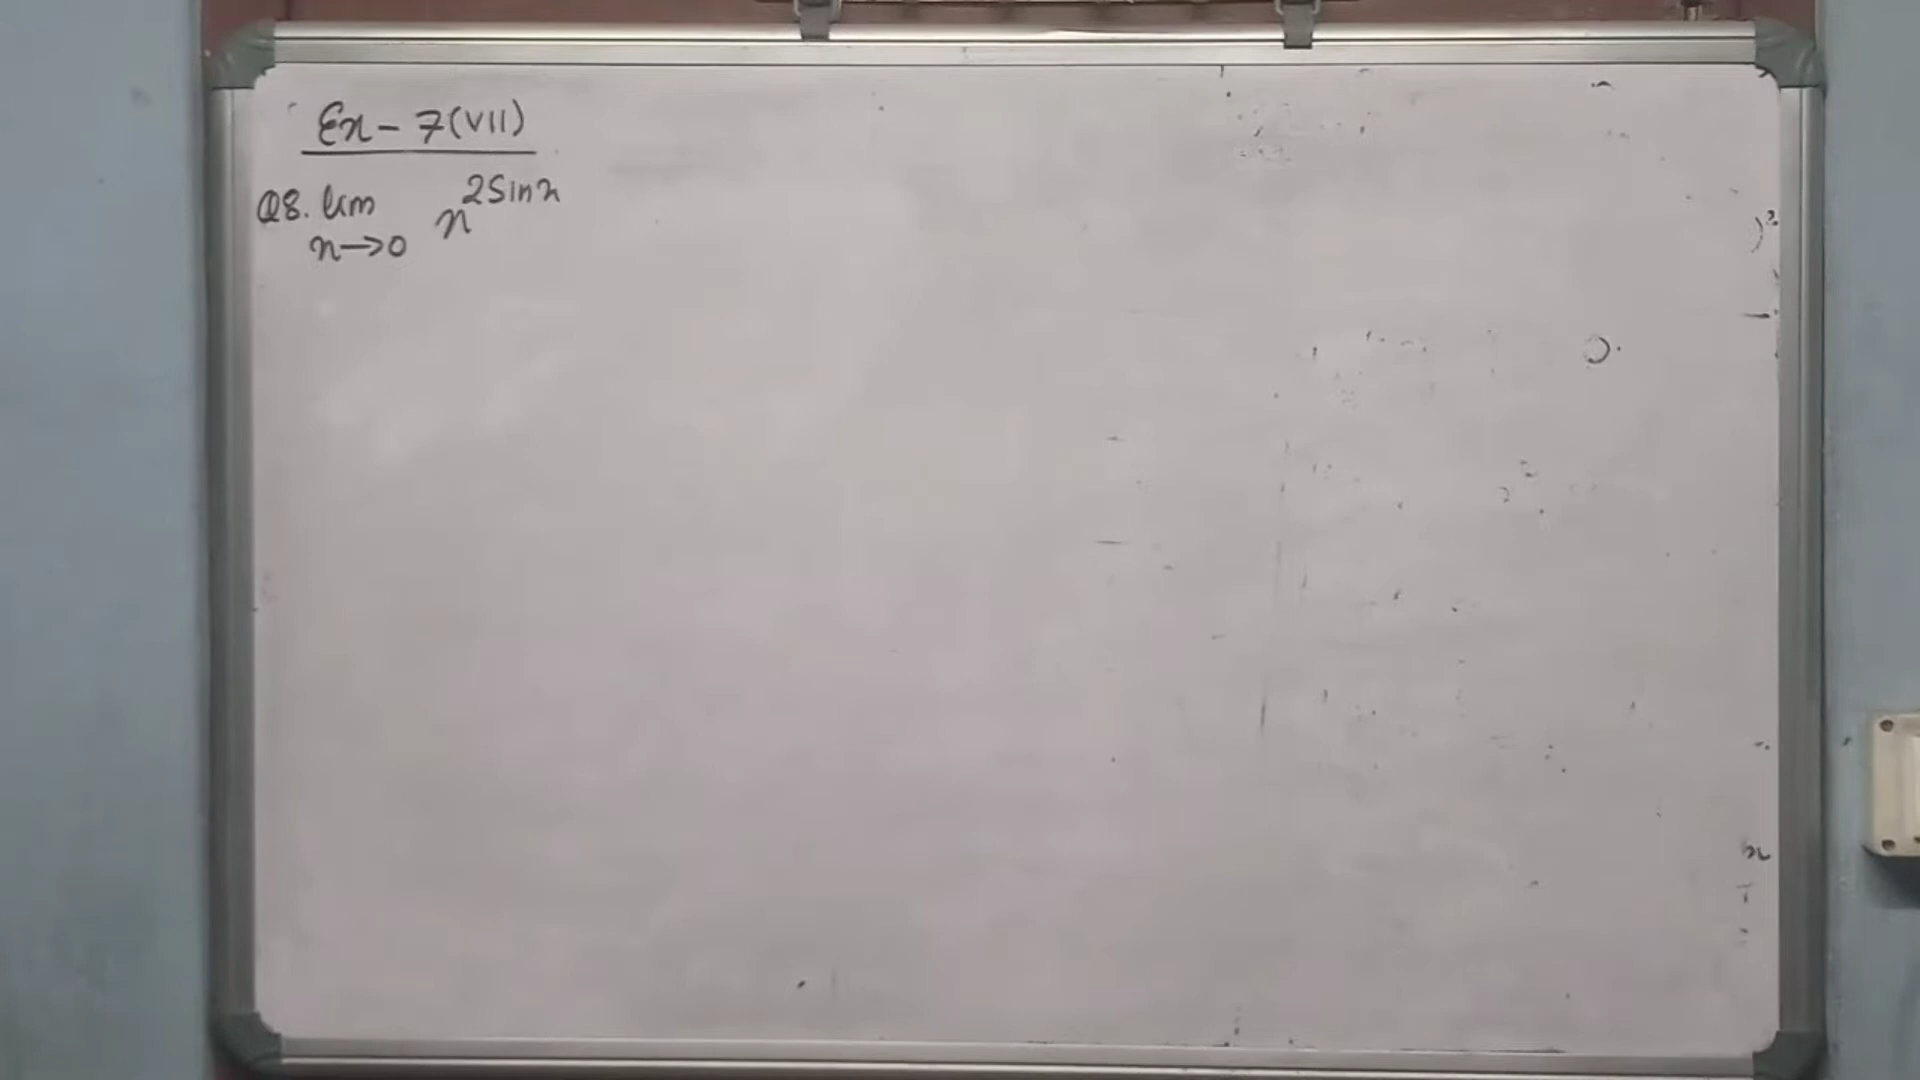 Ex - 7(VII)
Q8. lim x^2Sinx
x→0